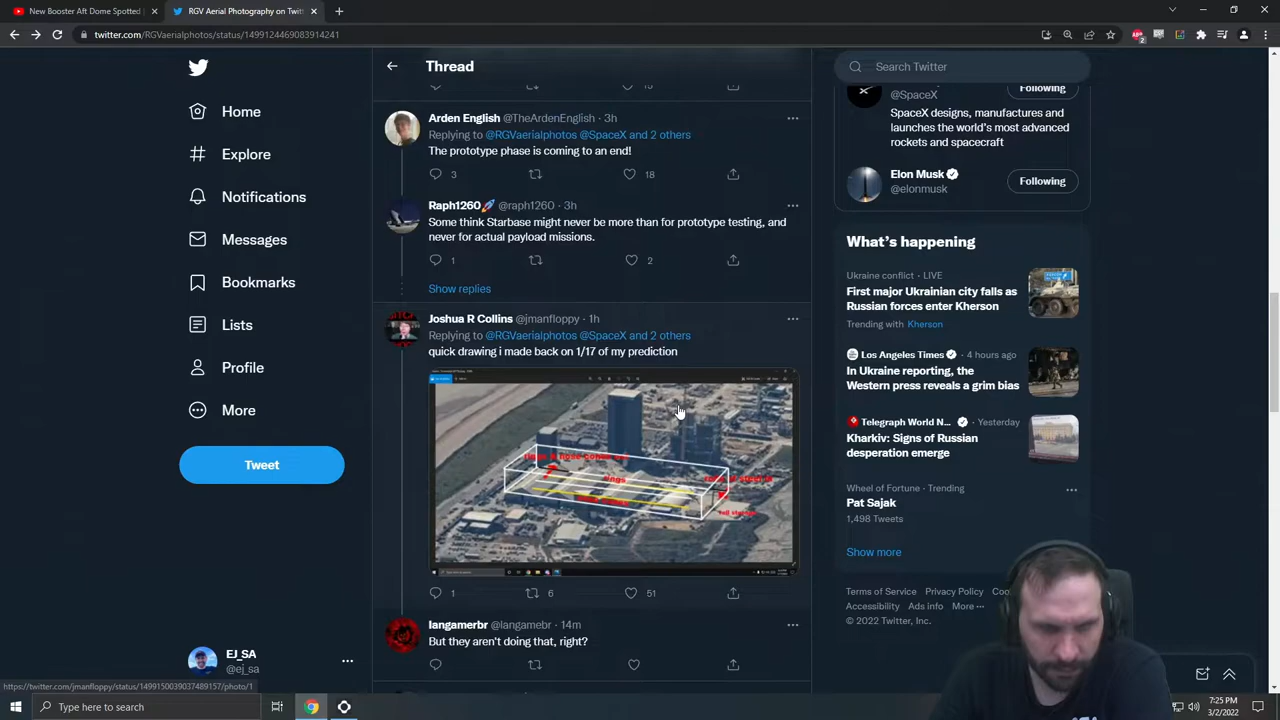 New Booster Aft Dome Spotted
RGV Aerial Photography on Twitt
twitter.com/RGVaerialphotos/status/1499124469083914241
2
Home
Explore
Notifications
Messages
Bookmarks
Lists
Profile
More
Tweet
EJ_SA
@ej_sa
Thread
15
Arden English @TheArdenEnglish · 3h
Replying to @RGVaerialphotos @SpaceX and 2 others
The prototype phase is coming to an end!
3
18
Raph1260🚀 @raph1260 · 3h
Some think Starbase might never be more than for prototype testing, and
never for actual payload missions.
1
2
Show replies
Joshua R Collins @jmanfloppy · 1h
Replying to @RGVaerialphotos @SpaceX and 2 others
quick drawing i made back on 1/17 of my prediction
rings
1
6
51
Iangamerbr @Iangamebr · 14m
But they aren't doing that, right?
Search Twitter
@SpaceX
Following
SpaceX designs, manufactures and
launches the world's most advanced
rockets and spacecraft
Elon Musk
@elonmusk
Following
What's happening
Ukraine conflict · LIVE
First major Ukrainian city falls as
Russian forces enter Kherson
Trending with Kherson
Los Angeles Times · 4 hours ago
In Ukraine reporting, the
Western press reveals a grim bias
Telegraph World N... · Yesterday
Kharkiv: Signs of Russian
desperation emerge
Wheel of Fortune · Trending
Pat Sajak
1,498 Tweets
Show more
Terms of Service Privacy Policy Coo
Accessibility Ads info More ···
© 2022 Twitter, Inc.
https://twitter.com/jmanfloppy/status/1499150039037489157/photo/1
Type here to search
7:25 PM
3/2/2022